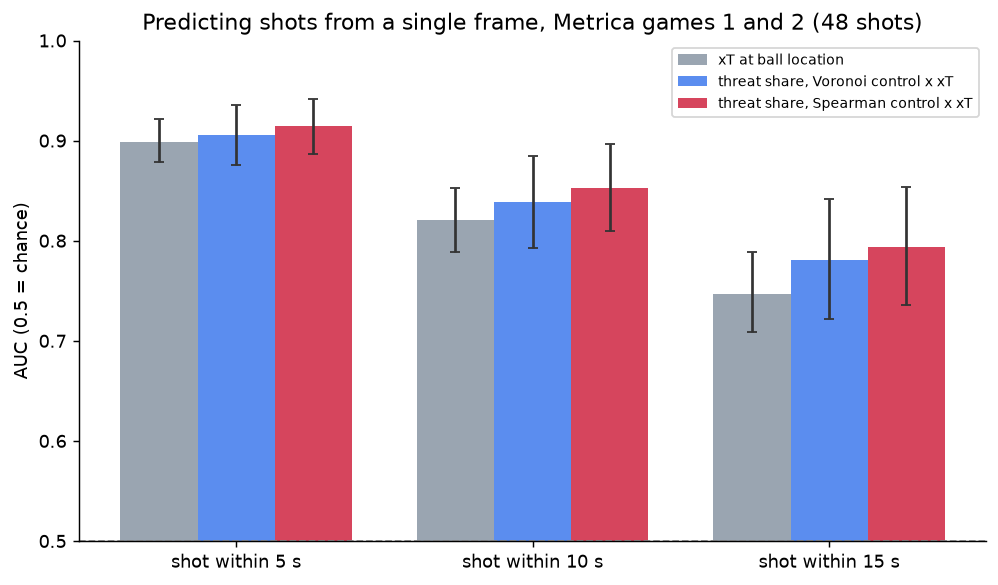 Predicting shots from a single frame, Metrica games 1 and 2 (48 shots)
xT at ball location
threat share, Voronoi control x xT
threat share, Spearman control x xT
AUC (0.5 = chance)
1.0
0.9
0.8
0.7
0.6
0.5
shot within 5 s
shot within 10 s
shot within 15 s